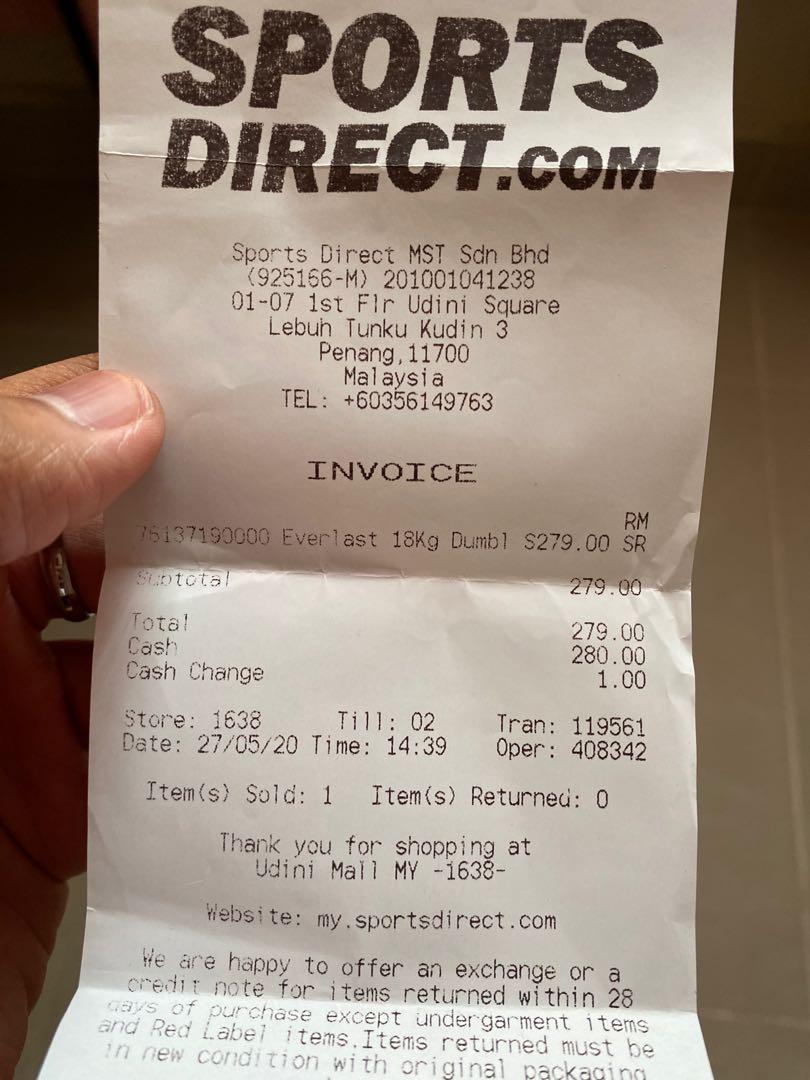 SPORTS
DIRECT.COM
Sports Direct MST Sdn Bhd
(925166-M) 201001041238
01-07 1st Flr Udini Square
Lebuh Tunku Kudin 3
Penang,11700
Malaysia
TEL: +60356149763
INVOICE
RM
76137190000 Everlast 18Kg Dumbl S279.00 SR
Subtotal 279.00
Total 279.00
Cash 280.00
Cash Change 1.00
Store: 1638 Till: 02 Tran: 119561
Date: 27/05/20 Time: 14:39 Oper: 408342
Item(s) Sold: 1 Item(s) Returned: 0
Thank you for shopping at
Udini Mall MY -1638-
Website: my.sportsdirect.com
We are happy to offer an exchange or a
credit note for items returned within 28
days of purchase except undergarment items
and Red Label items.Items returned must be
in new condition with original packaging